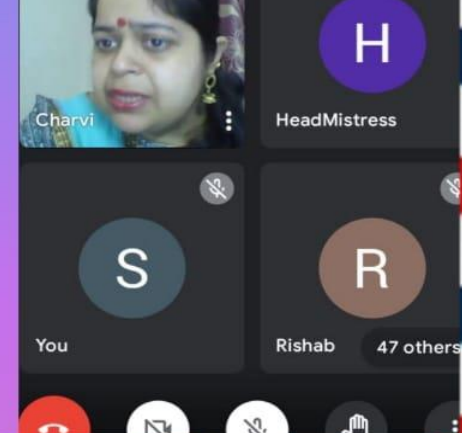 H
Charvi
HeadMistress
S
R
You
Rishab
47 others